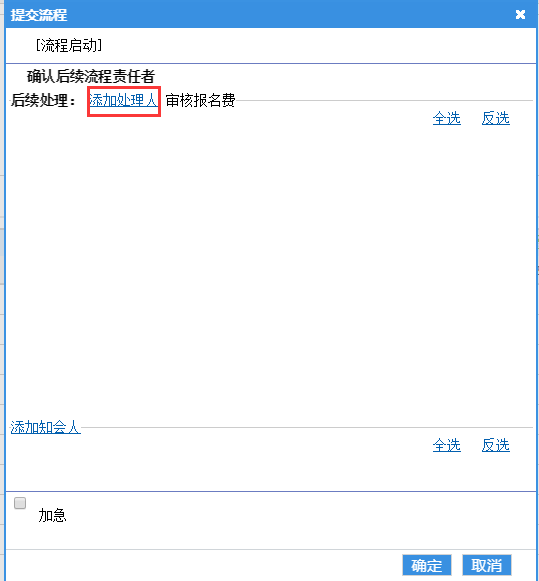 提交流程
[流程启动]
确认后续流程责任者
后续处理： 添加处理人 审核报名费
全选 反选
添加知会人
全选 反选
加急
确定 取消